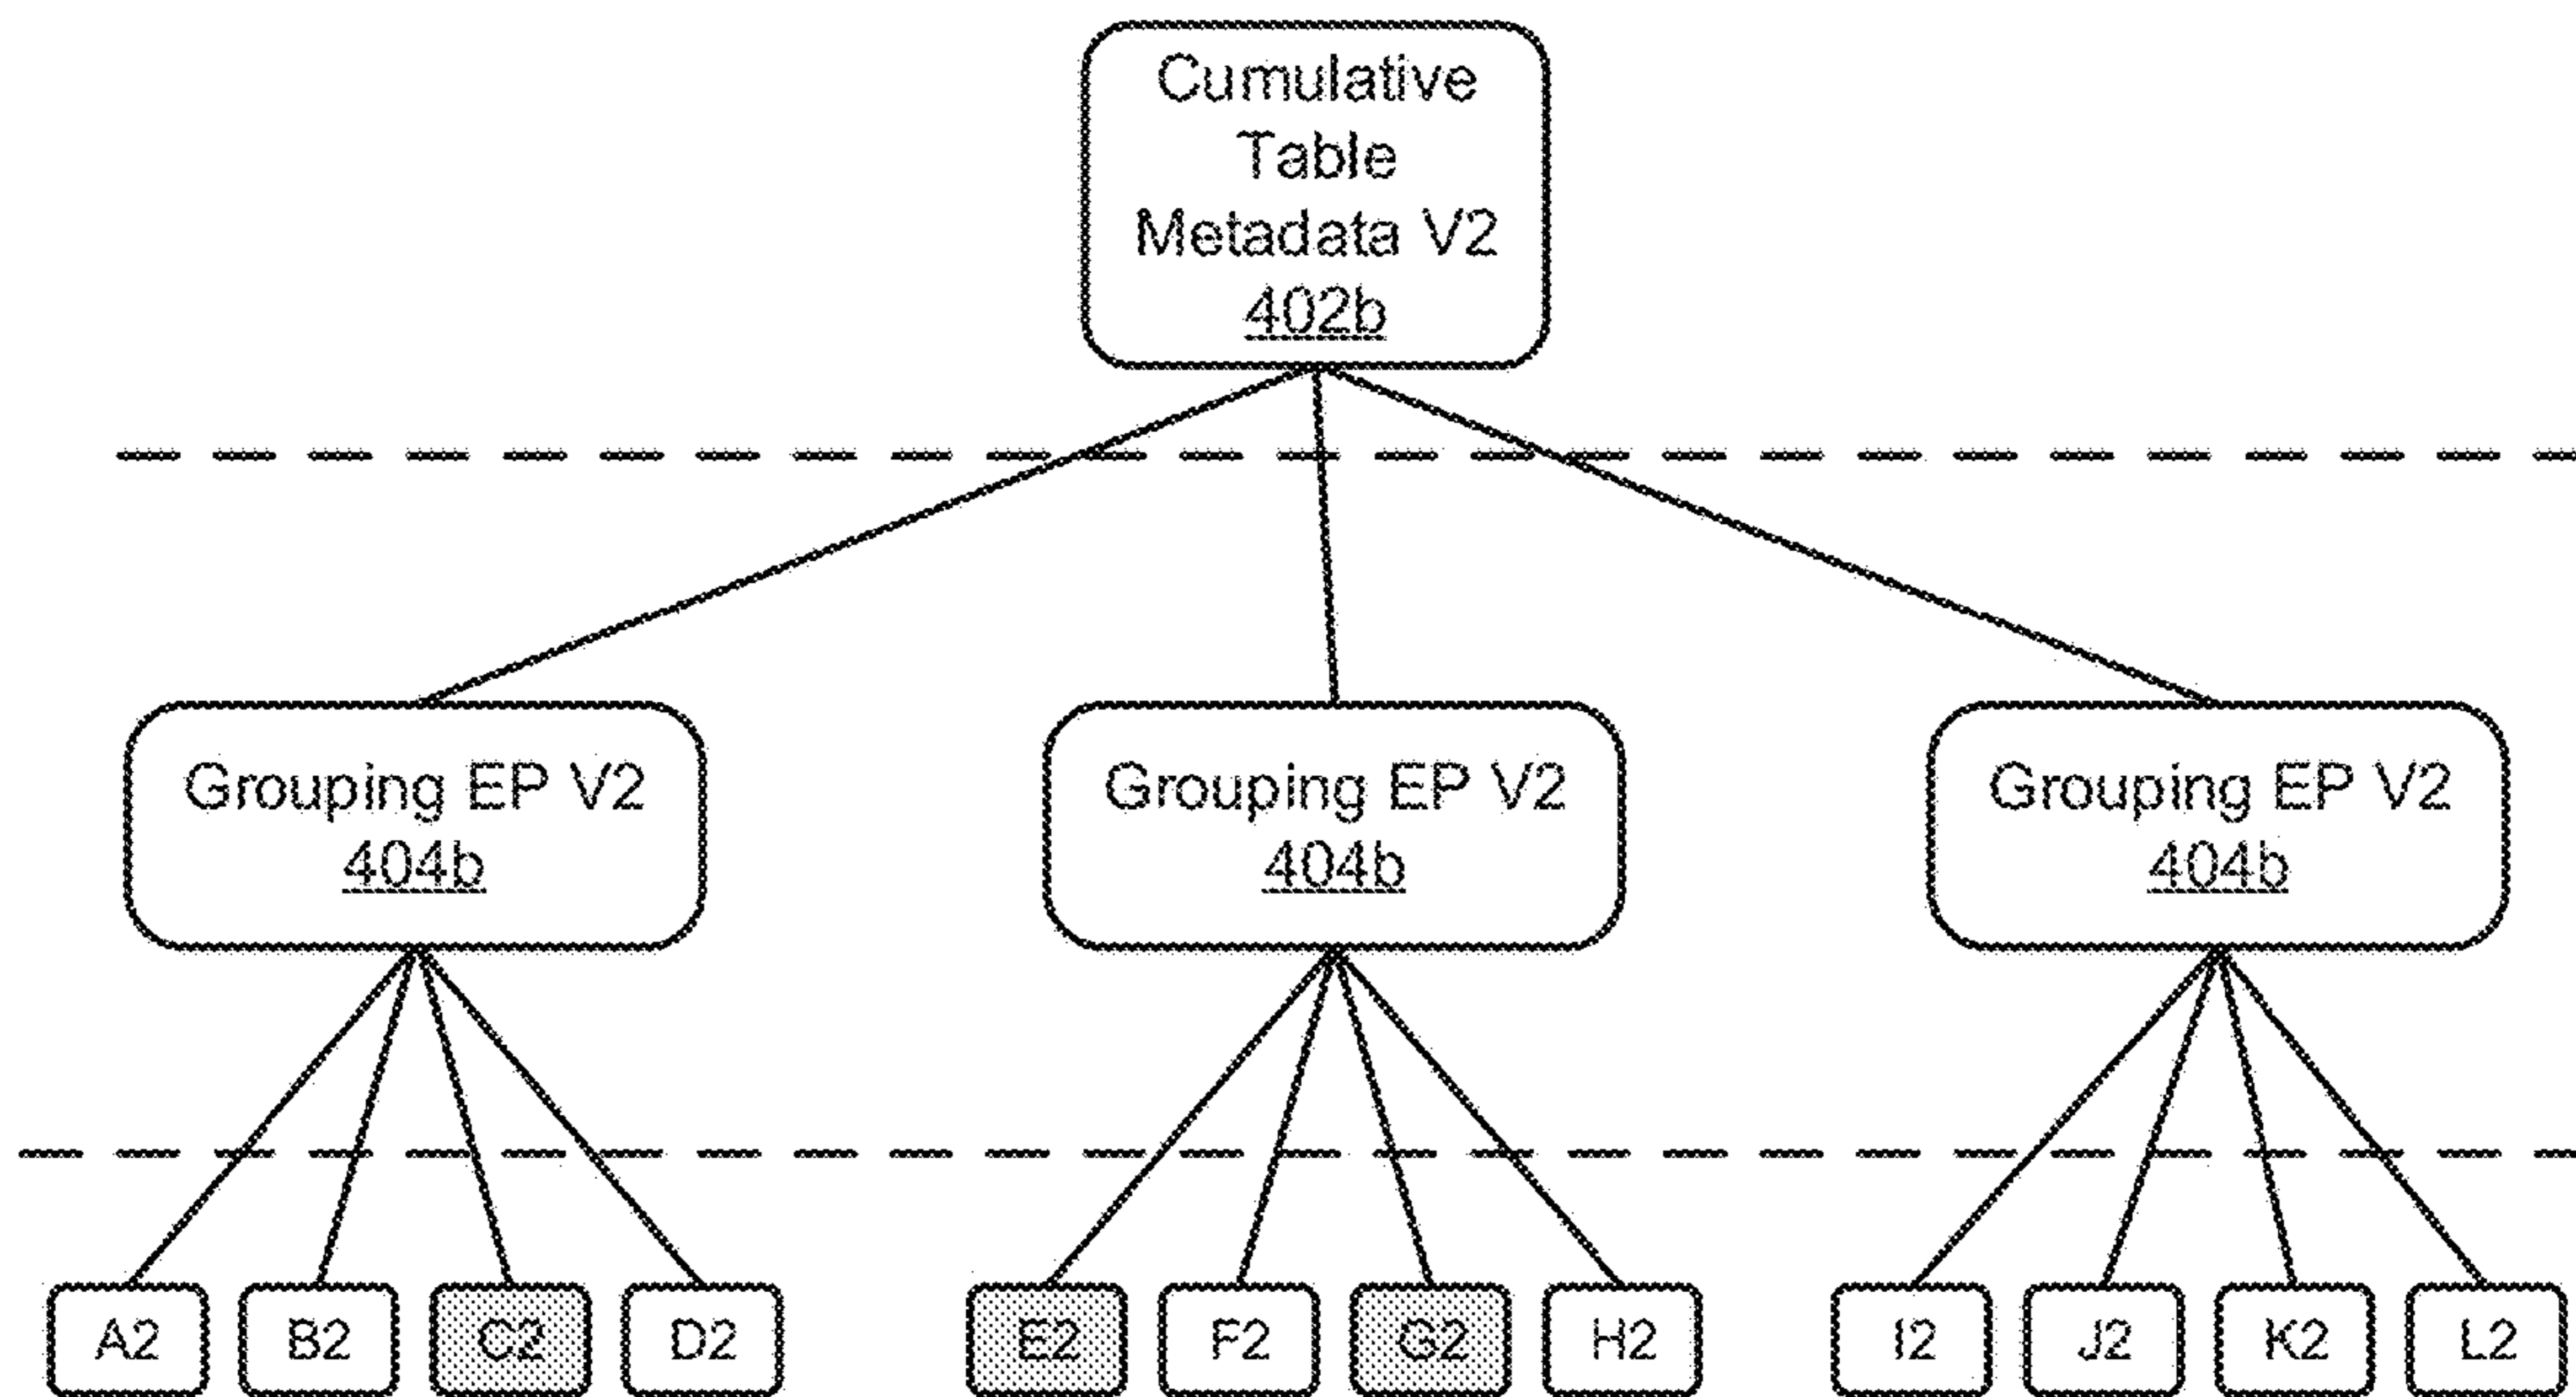 Cumulative
Table
Metadata V2
402b
Grouping EP V2
404b
Grouping EP V2
404b
Grouping EP V2
404b
A2 B2 C2 D2 E2 F2 G2 H2 I2 J2 K2 L2